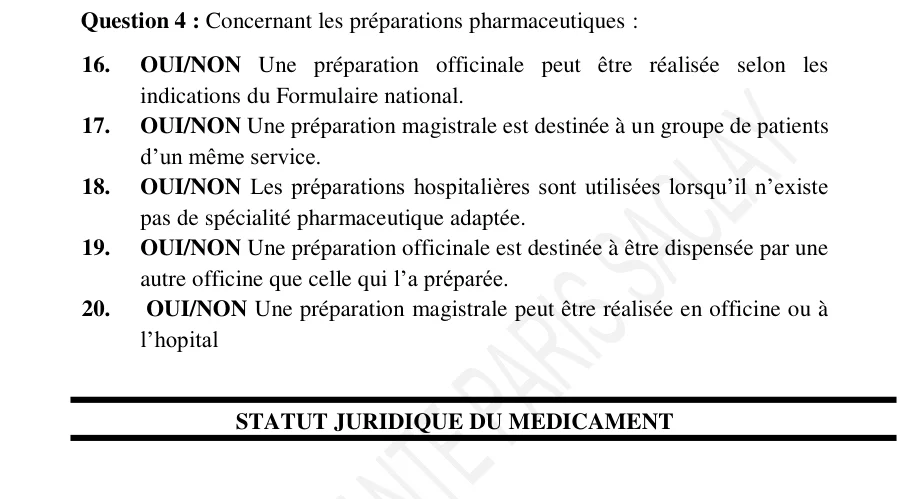 Question 4 : Concernant les préparations pharmaceutiques :
16. OUI/NON Une préparation officinale peut être réalisée selon les
indications du Formulaire national.
17. OUI/NON Une préparation magistrale est destinée à un groupe de patients
d’un même service.
18. OUI/NON Les préparations hospitalières sont utilisées lorsqu’il n’existe
pas de spécialité pharmaceutique adaptée.
19. OUI/NON Une préparation officinale est destinée à être dispensée par une
autre officine que celle qui l’a préparée.
20. OUI/NON Une préparation magistrale peut être réalisée en officine ou à
l’hopital
STATUT JURIDIQUE DU MEDICAMENT
ANTE PARIS SACLAY